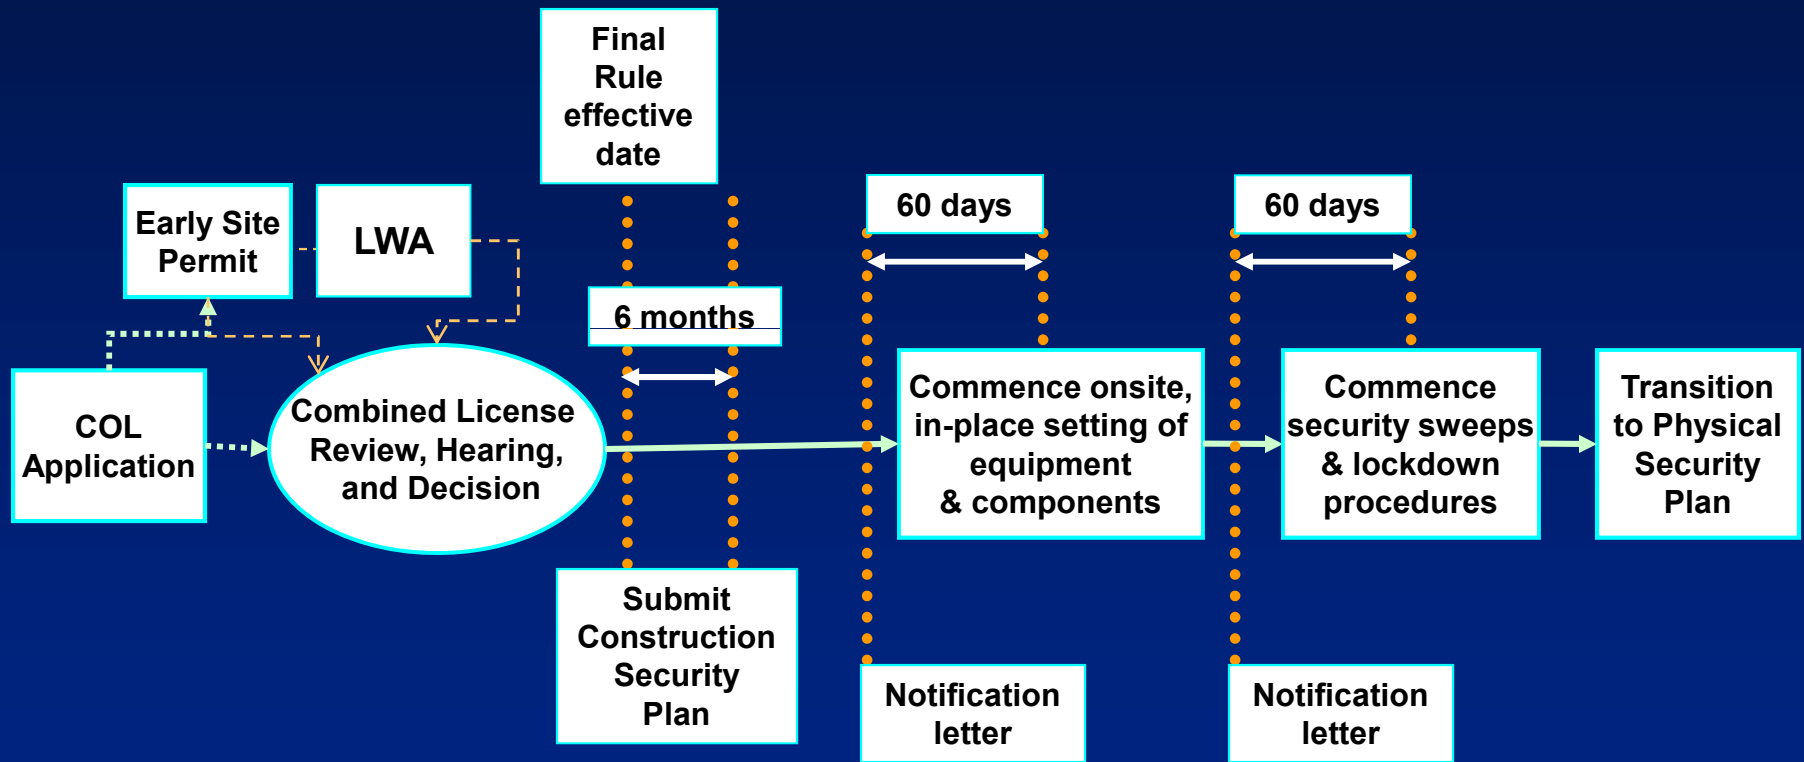 Final
Rule
effective
date
Early Site
Permit
LWA
60 days
60 days
6 months
COL
Application
Combined License
Review, Hearing,
and Decision
Commence onsite,
in-place setting of
equipment
& components
Commence
security sweeps
& lockdown
procedures
Transition
to Physical
Security
Plan
Submit
Construction
Security
Plan
Notification
letter
Notification
letter